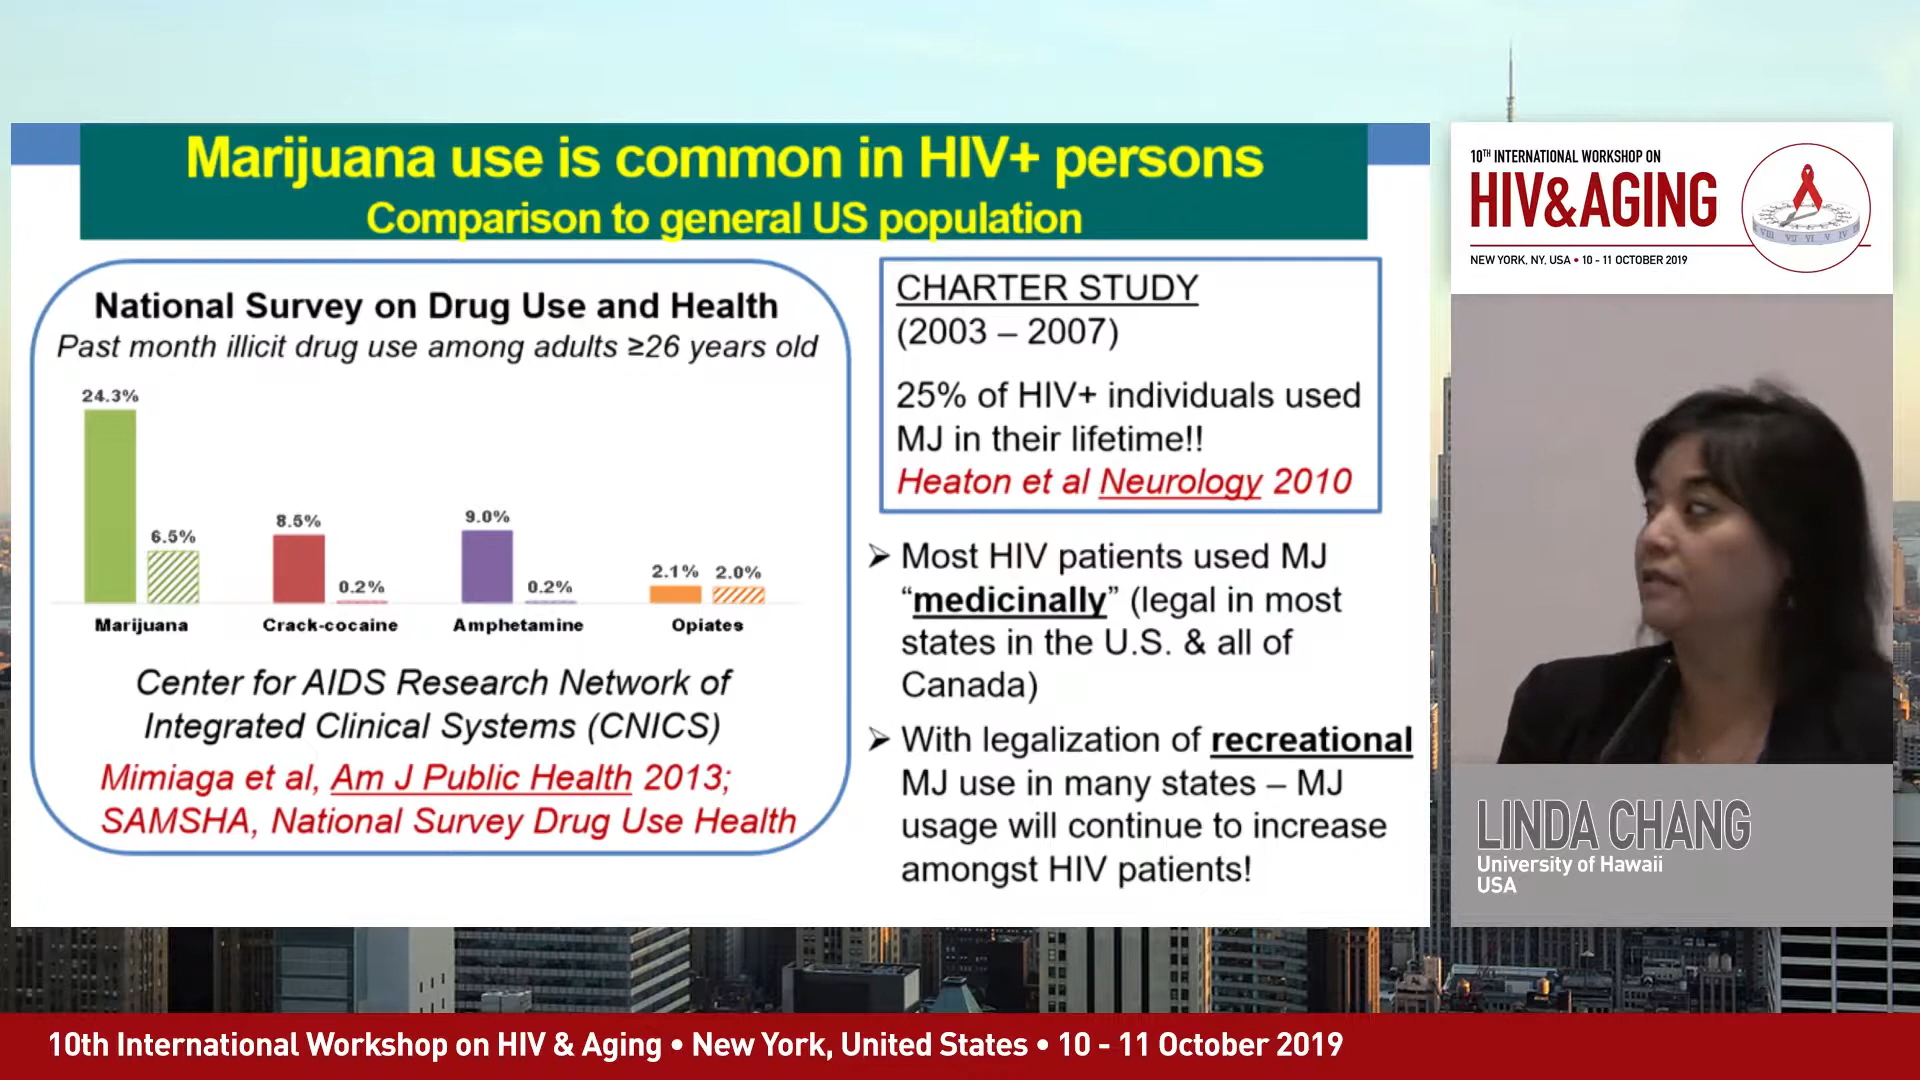 Marijuana use is common in HIV+ persons
Comparison to general US population
National Survey on Drug Use and Health
Past month illicit drug use among adults ≥26 years old
24.3%
6.5%
8.5%
0.2%
9.0%
0.2%
2.1%
2.0%
Marijuana
Crack-cocaine
Amphetamine
Opiates
Center for AIDS Research Network of
Integrated Clinical Systems (CNICS)
Mimiaga et al, Am J Public Health 2013;
SAMSHA, National Survey Drug Use Health
CHARTER STUDY
(2003 – 2007)
25% of HIV+ individuals used
MJ in their lifetime!!
Heaton et al Neurology 2010
➢ Most HIV patients used MJ
“medicinally” (legal in most
states in the U.S. & all of
Canada)
➢ With legalization of recreational
MJ use in many states – MJ
usage will continue to increase
amongst HIV patients!
10TH INTERNATIONAL WORKSHOP ON
HIV&AGING
NEW YORK, NY, USA • 10 - 11 OCTOBER 2019
VIII VII VI V IV
LINDA CHANG
University of Hawaii
USA
10th International Workshop on HIV & Aging • New York, United States • 10 - 11 October 2019